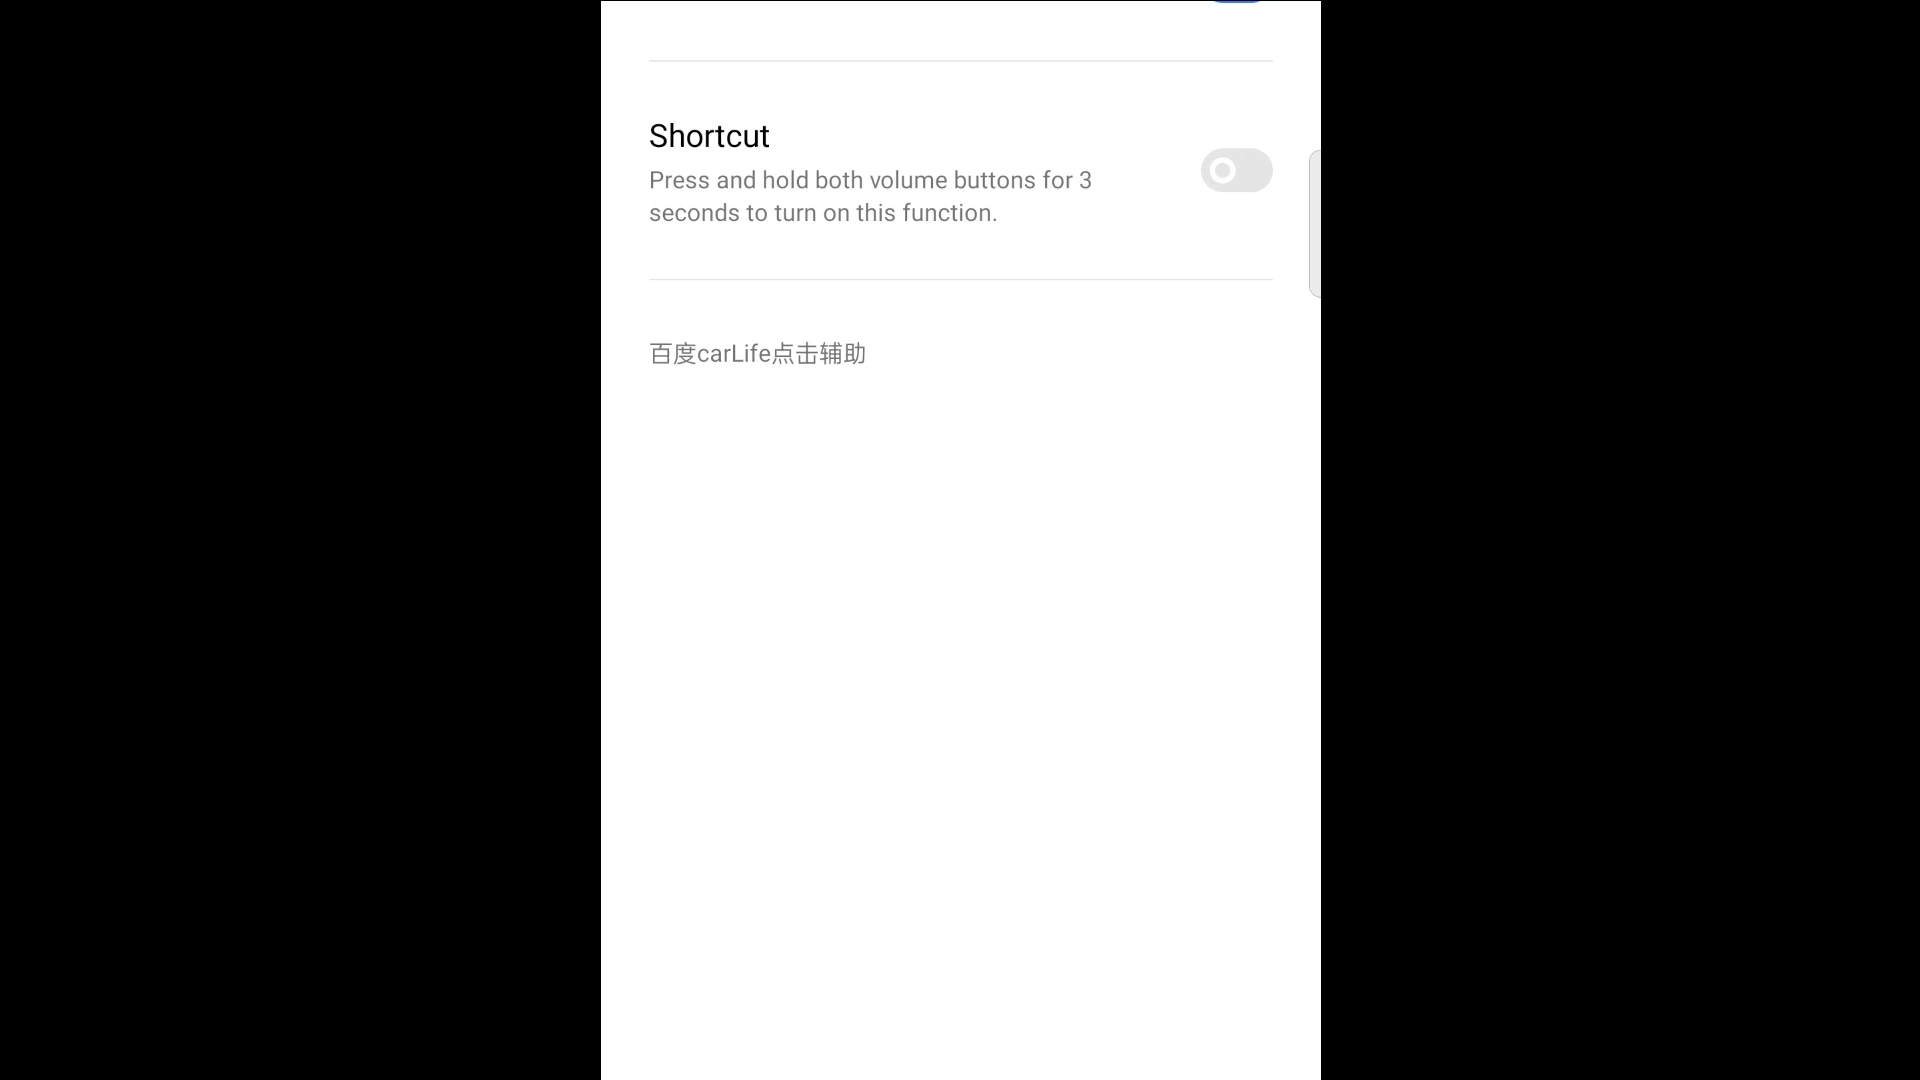 Shortcut
Press and hold both volume buttons for 3
seconds to turn on this function.
百度carLife点击辅助